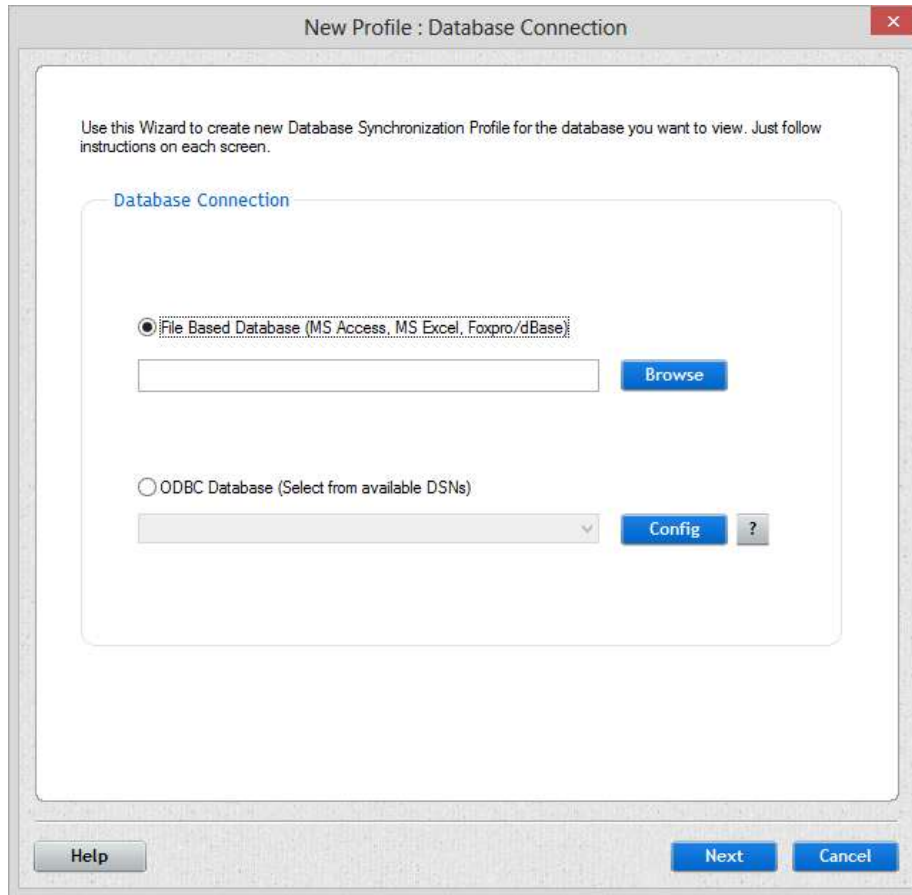 New Profile : Database Connection
Use this Wizard to create new Database Synchronization Profile for the database you want to view. Just follow
instructions on each screen.
Database Connection
File Based Database (MS Access, MS Excel, Foxpro/dBase)
Browse
ODBC Database (Select from available DSNs)
Config ?
Help Next Cancel